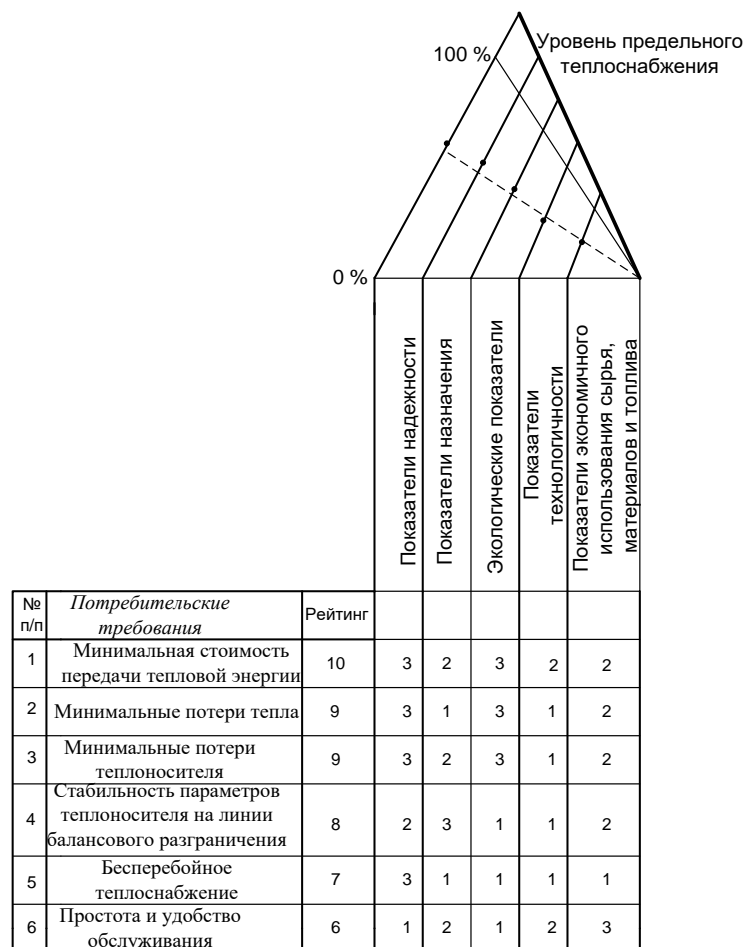 Уровень предельного
100 %
теплоснабжения
0 %
Показатели надежности
Показатели назначения
Экологические показатели
Показатели
технологичности
Показатели экономичного
использования сырья,
материалов и топлива
№
п/п
Потребительские
требования
Рейтинг
1
Минимальная стоимость
передачи тепловой энергии
10 3 2 3 2 2
2 Минимальные потери тепла 9 3 1 3 1 2
3
Минимальные потери
теплоносителя
9 3 2 3 1 2
4
Стабильность параметров
теплоносителя на линии
балансового разграничения
8 2 3 1 1 2
5
Бесперебойное
теплоснабжение
7 3 1 1 1 1
6
Простота и удобство
обслуживания
6 1 2 1 2 3